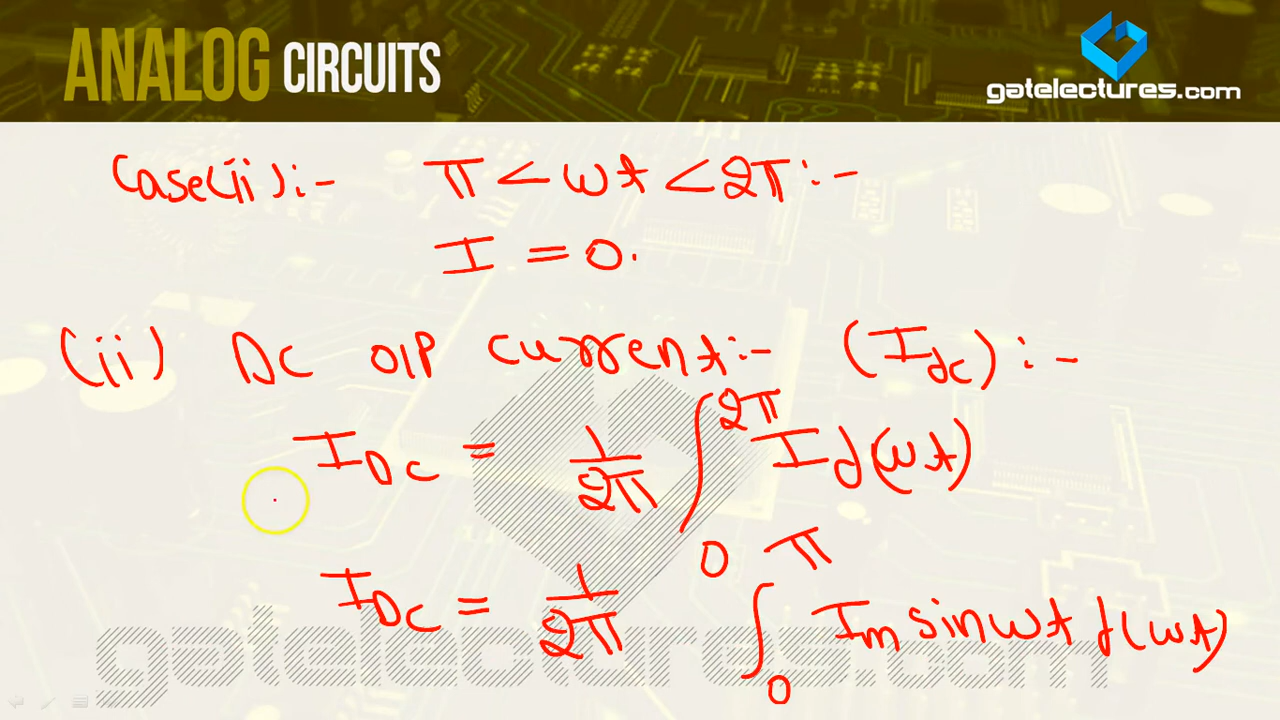 ANALOG CIRCUITS
gatelectures.com
Case(ii):- π < ωt < 2π:-
I = 0.
(ii) DC O/P current:- (Idc):-
IDC = 1/2π ∫₀^2π I d(ωt)
IDC = 1/2π ∫₀^π Im sinωt d(ωt)
gatelectures.com